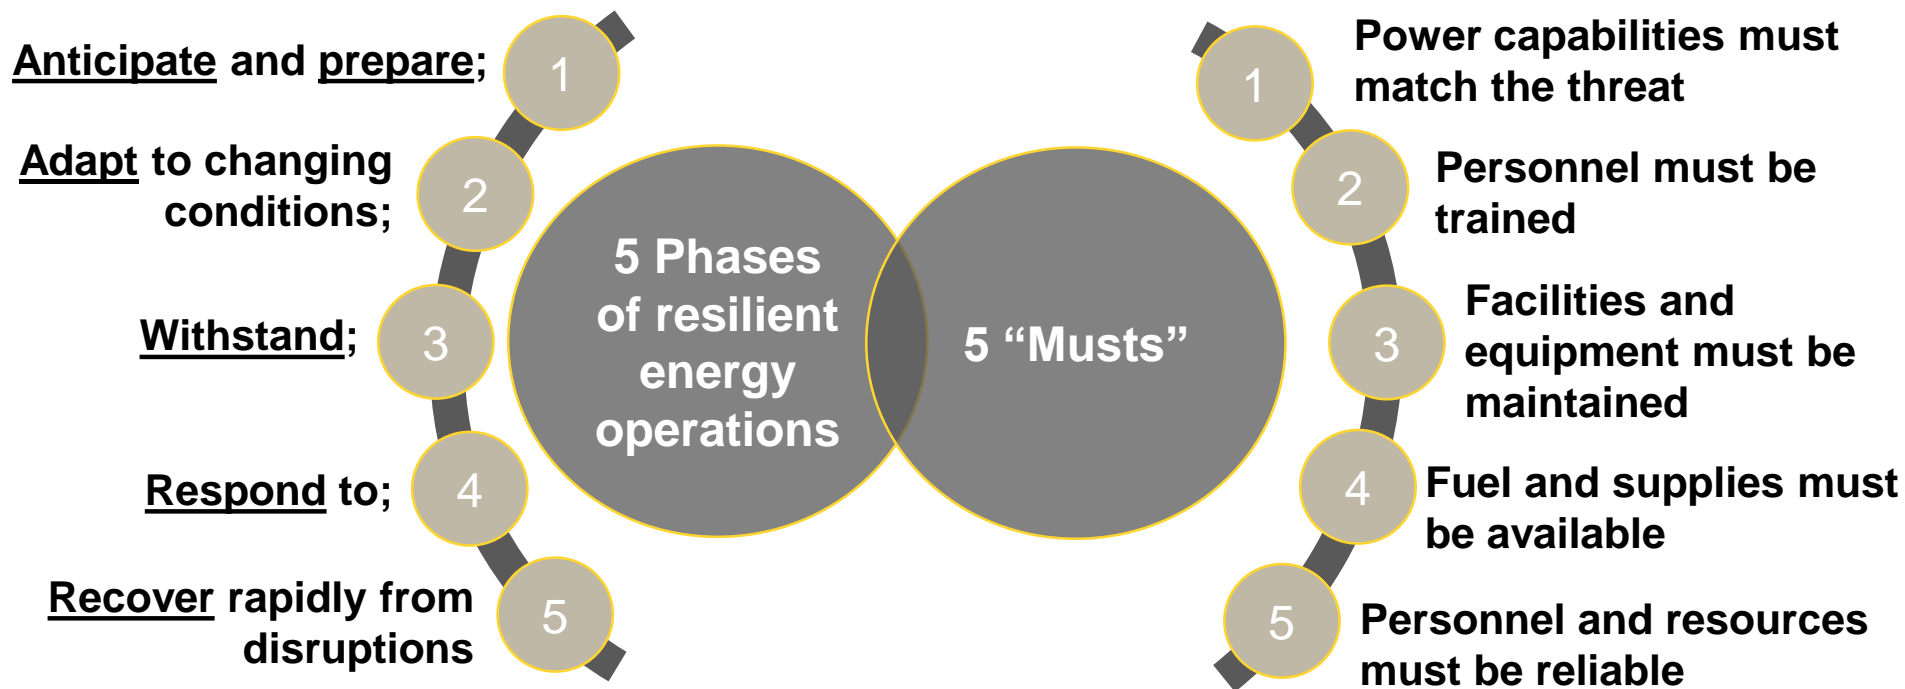 Anticipate and prepare;
1
Adapt to changing
conditions;
2
Withstand;
3
Respond to;
4
Recover rapidly from
disruptions
5
5 Phases
of resilient
energy
operations
5 “Musts”
1
Power capabilities must
match the threat
2
Personnel must be
trained
3
Facilities and
equipment must be
maintained
4
Fuel and supplies must
be available
5
Personnel and resources
must be reliable